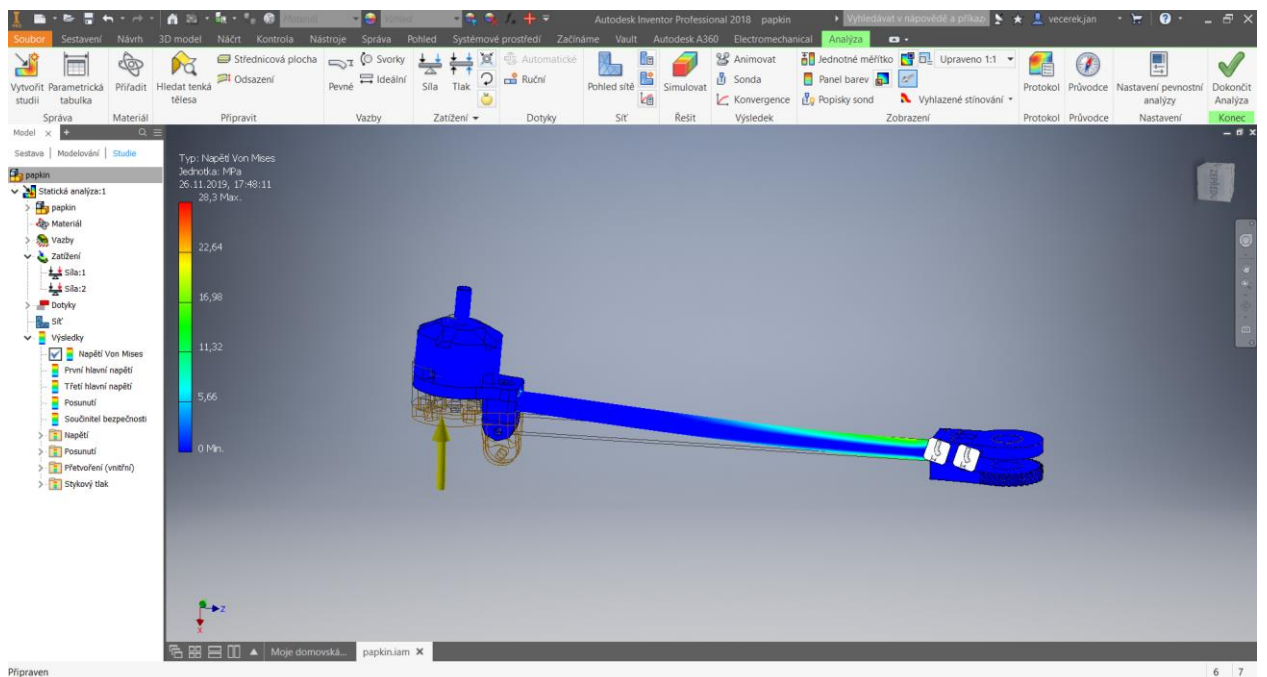 Autodesk Inventor Professional 2018 papkin
Vyhledávat v nápovědě a příkaz
vecerek.jan
Soubor Sestavení Návrh 3D model Náčrt Kontrola Nástroje Správa Pohled Systémové prostředí Začínáme Vault Autodesk A360 Electromechanical Analýza
Vytvořit studii
Parametrická tabulka
Přiřadit
Hledat tenká tělesa
Střednicová plocha
Odsazení
Pevné
Svorky
Ideální
Síla
Tlak
Automatické
Ruční
Pohled sítě
Simulovat
Animovat
Sonda
Konvergence
Jednotné měřítko
Upraveno 1:1
Panel barev
Popisky sond
Vyhlazené stínování
Protokol
Průvodce
Nastavení pevnostní analýzy
Dokončit Analýza
Správa Materiál Připravit Vazby Zatížení Dotyky Síť Řešit Výsledek Zobrazení Protokol Průvodce Nastavení Konec
Model
Sestava Modelování Studie
papkin
Statická analýza:1
papkin
Materiál
Vazby
Zatížení
Síla:1
Síla:2
Dotyky
Síť
Výsledky
Napětí Von Mises
První hlavní napětí
Třetí hlavní napětí
Posunutí
Součinitel bezpečnosti
Napětí
Posunutí
Přetvoření (vnitřní)
Stykový tlak
Typ: Napětí Von Mises
Jednotka: MPa
26.11.2019, 17:48:11
28,3 Max.
22,64
16,98
11,32
5,66
0 Min.
Z
X
Moje domovská... papkin.iam
Připraven
6 7